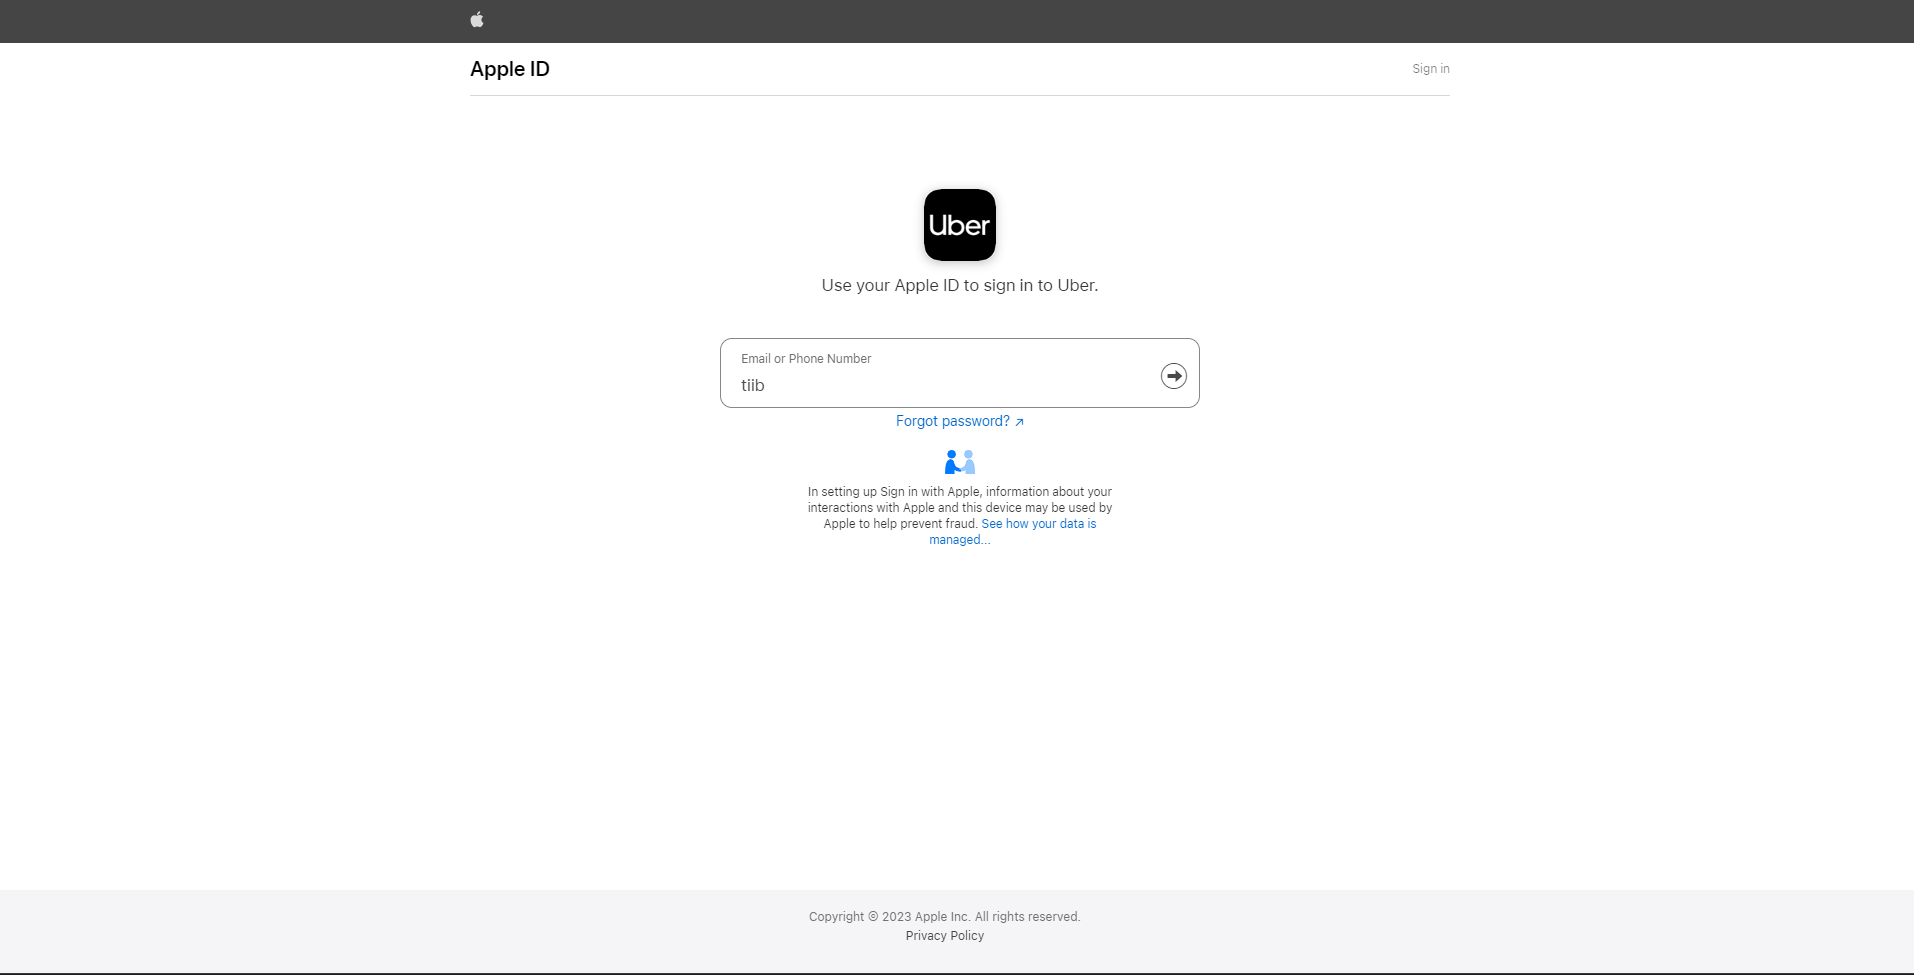 Apple ID
Sign in
Uber
Use your Apple ID to sign in to Uber.
Email or Phone Number
tiib
Forgot password? ↗
In setting up Sign in with Apple, information about your
interactions with Apple and this device may be used by
Apple to help prevent fraud. See how your data is
managed...
Copyright © 2023 Apple Inc. All rights reserved.
Privacy Policy